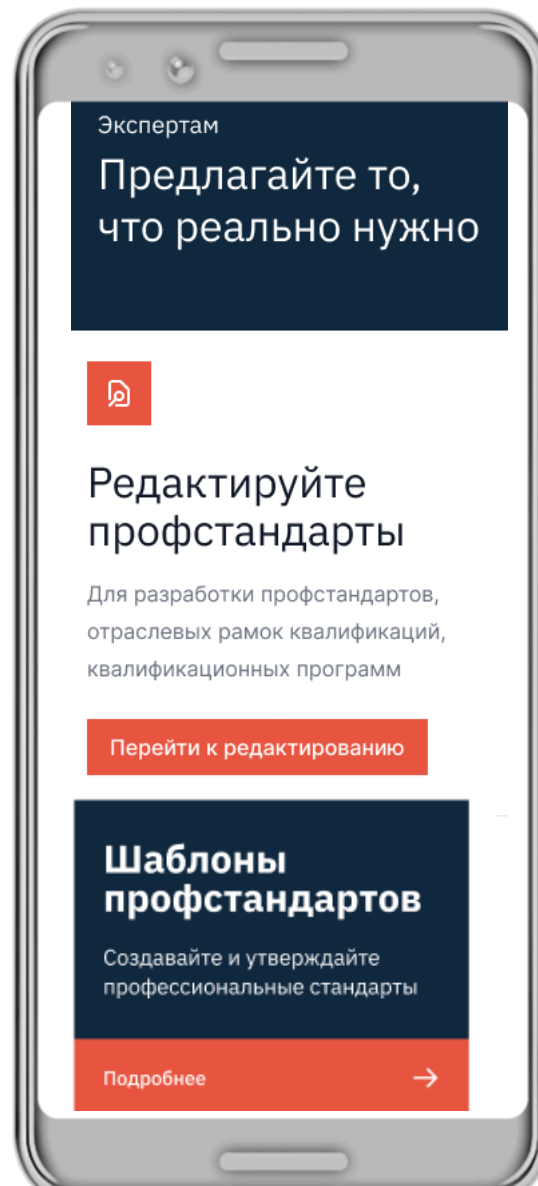 Экспертам
Предлагайте то,
что реально нужно
Редактируйте
профстандарты
Для разработки профстандартов,
отраслевых рамок квалификаций,
квалификационных программ
Перейти к редактированию
Шаблоны
профстандартов
Создавайте и утверждайте
профессиональные стандарты
Подробнее